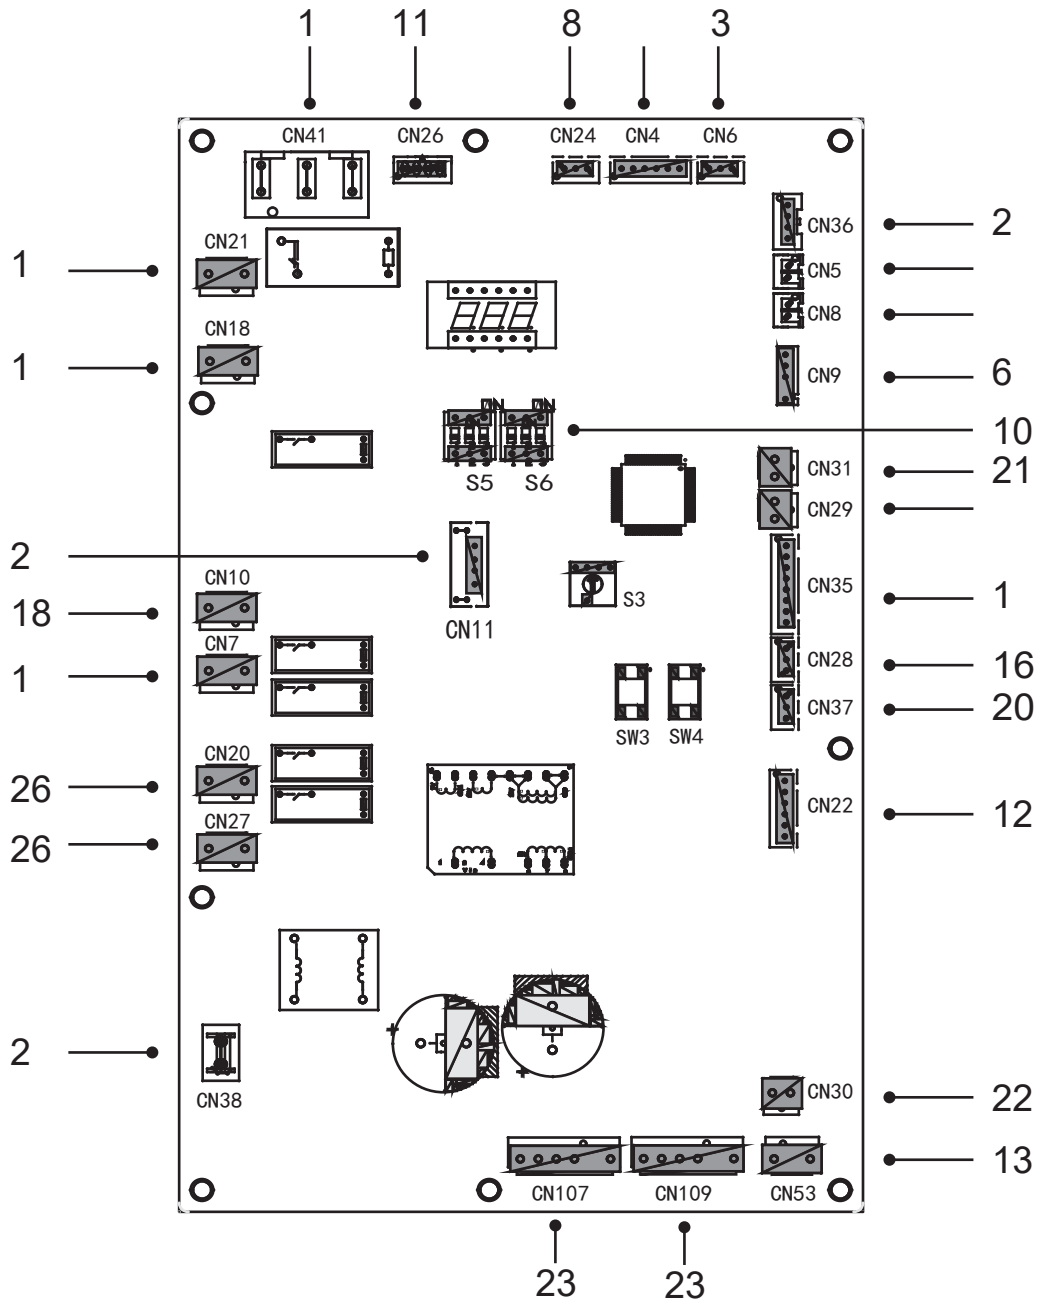 1 11 8 3
CN41 CN26 CN24 CN4 CN6
CN36 2
CN21
1 CN5
CN8
CN18
1 CN9 6
10
CN31 21
S5 S6
CN29
2
CN10 CN35 1
18 S3
CN11
CN7
1 CN28 16
CN37 20
SW3 SW4
CN20
26 CN22 12
CN27
26
2
CN38 CN30 22
13
CN107 CN109 CN53
23 23